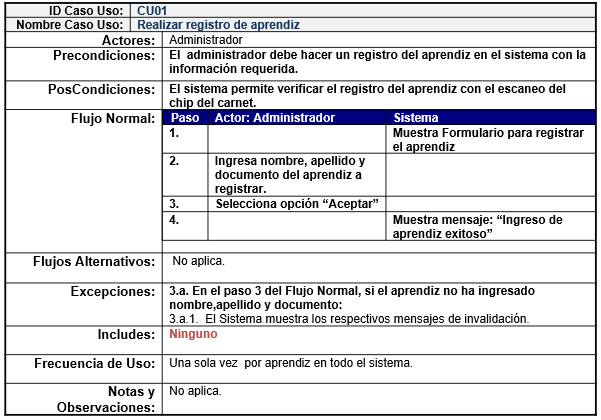 ID Caso Uso: CU01
Nombre Caso Uso: Realizar registro de aprendiz
Actores: Administrador
Precondiciones: El administrador debe hacer un registro del aprendiz en el sistema con la
información requerida.
PosCondiciones: El sistema permite verificar el registro del aprendiz con el escaneo del
chip del carnet.
Flujo Normal: Paso Actor: Administrador Sistema
1. Muestra Formulario para registrar
el aprendiz
2. Ingresa nombre, apellido y
documento del aprendiz a
registrar.
3. Selecciona opción “Aceptar”
4. Muestra mensaje: “Ingreso de
aprendiz exitoso”
Flujos Alternativos: No aplica.
Excepciones: 3.a. En el paso 3 del Flujo Normal, si el aprendiz no ha ingresado
nombre,apellido y documento:
3.a.1. El Sistema muestra los respectivos mensajes de invalidación.
Includes: Ninguno
Frecuencia de Uso: Una sola vez por aprendiz en todo el sistema.
Notas y No aplica.
Observaciones: